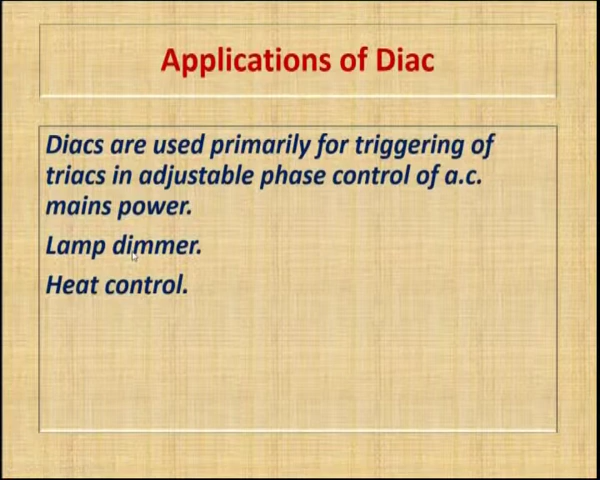 Applications of Diac
Diacs are used primarily for triggering of
triacs in adjustable phase control of a.c.
mains power.
Lamp dimmer.
Heat control.